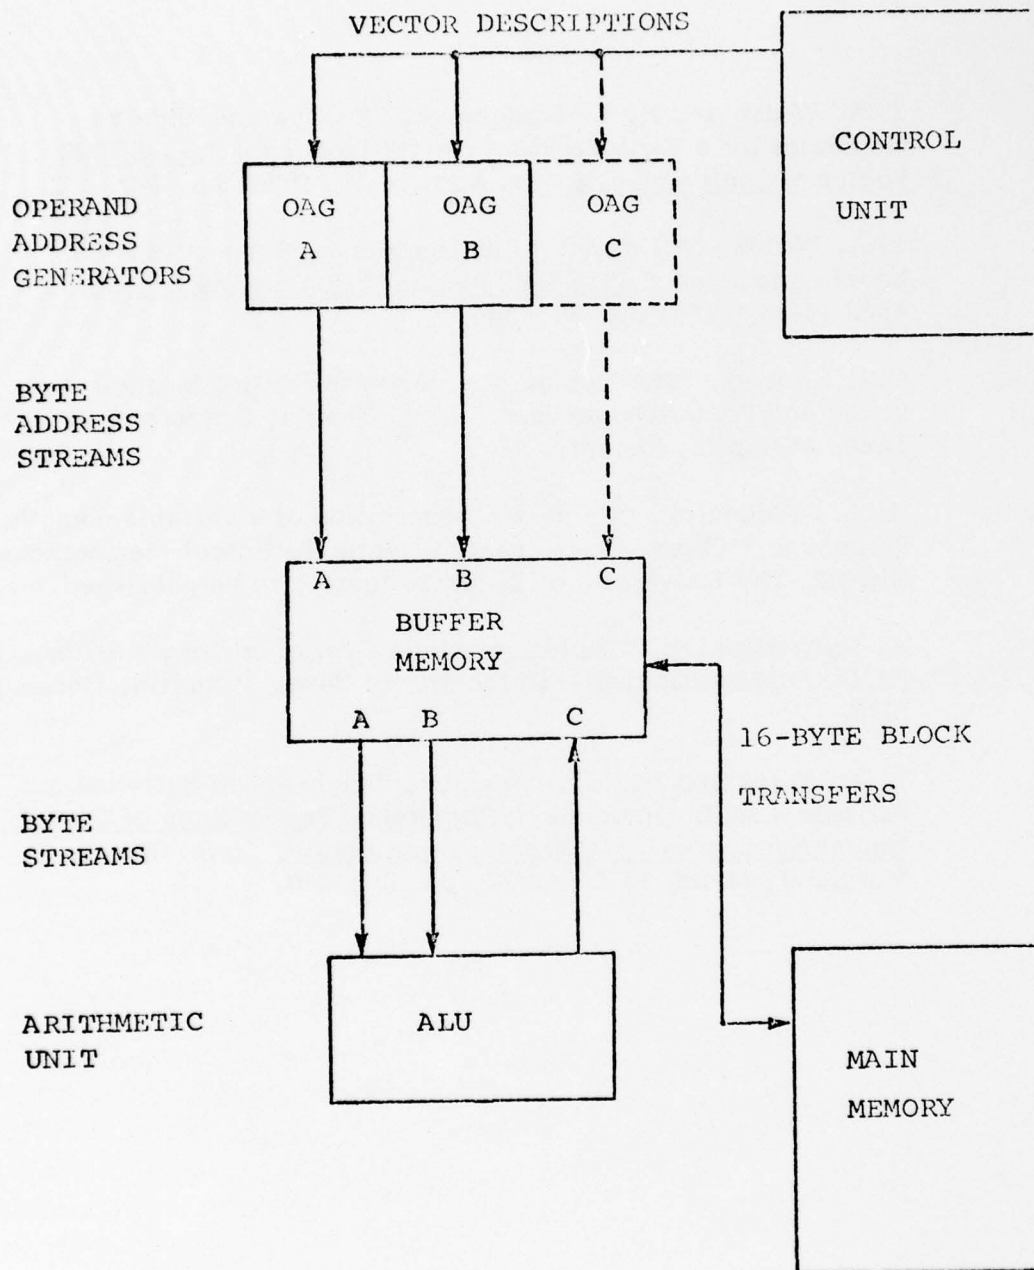 VECTOR DESCRIPTIONS
CONTROL
UNIT
OPERAND
ADDRESS
GENERATORS
OAG
A
OAG
B
OAG
C
BYTE
ADDRESS
STREAMS
A B C
BUFFER
MEMORY
A B C
16-BYTE BLOCK
TRANSFERS
BYTE
STREAMS
ARITHMETIC
UNIT
ALU
MAIN
MEMORY